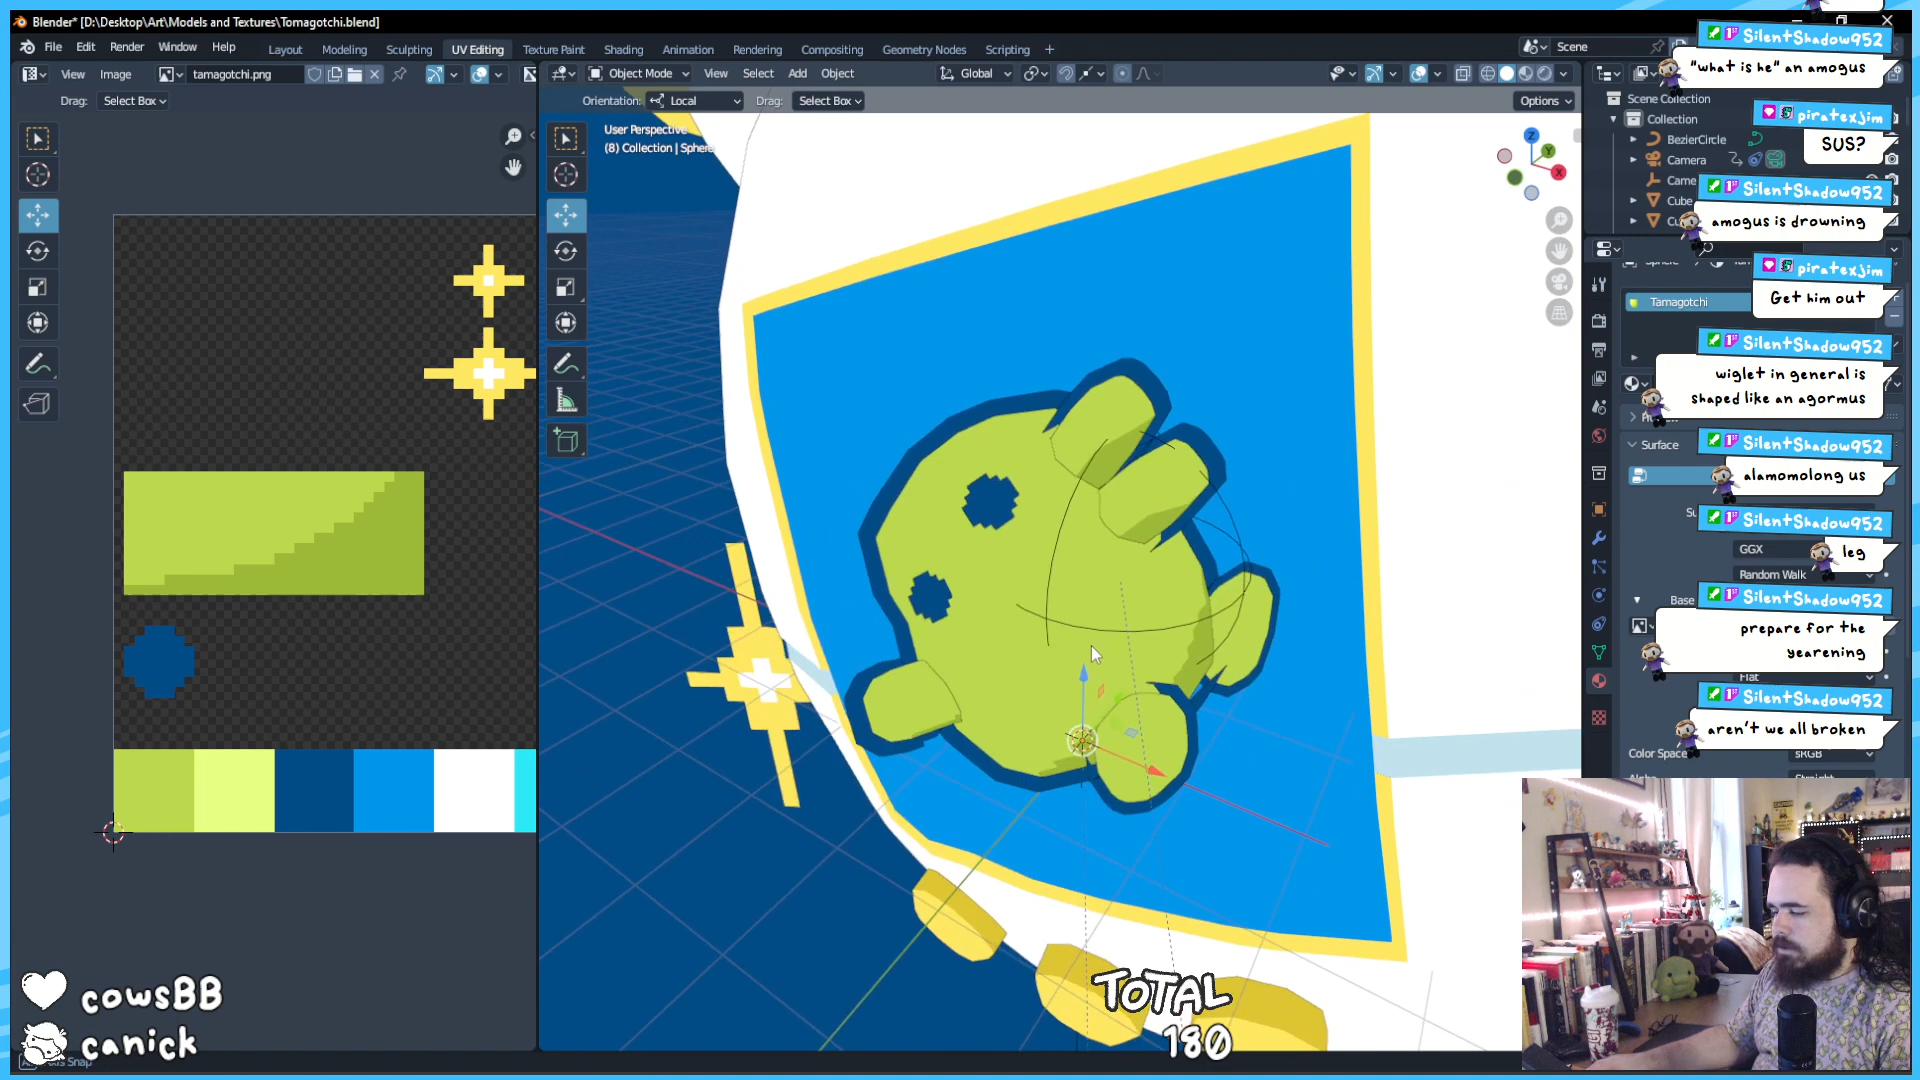 Blender* [D:\Desktop\Art\Models and Textures\Tomagotchi.blend]
File Edit Render Window Help
Layout Modeling Sculpting UV Editing Texture Paint Shading Animation Rendering Compositing Geometry Nodes Scripting +
Scene
View Image tamagotchi.png
Object Mode View Select Add Object Global
Drag: Select Box
Orientation: Local Drag: Select Box Options
User Perspective
(8) Collection | Sphere
Z Y X
Scene Collection
Collection
BezierCircle
Camera
Came
Cube
Tamagotchi
Surface
GGX
Random Walk
Base
Flat
Color Space sRGB
Straight
SilentShadow952
"what is he" an amogus
piratexjim
SUS?
SilentShadow952
amogus is drowning
piratexjim
Get him out
SilentShadow952
wiglet in general is
shaped like an agormus
SilentShadow952
alamomolong us
SilentShadow952
leg
SilentShadow952
prepare for the
yearening
SilentShadow952
aren't we all broken
cowsBB
canick
TOTAL
180